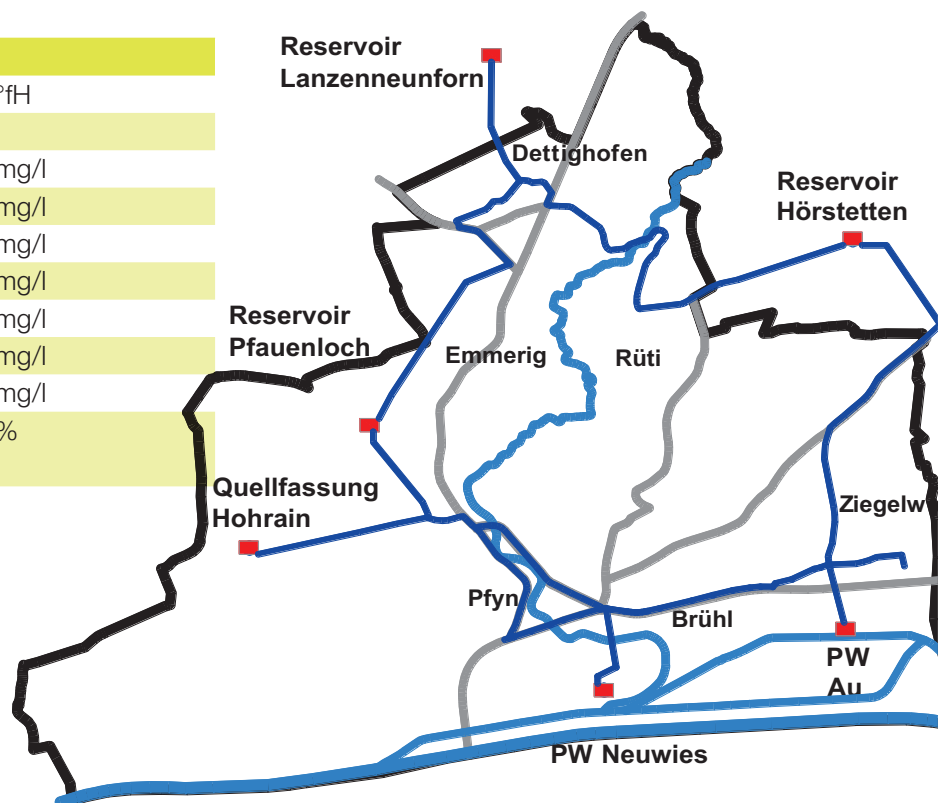 °fH
mg/l
mg/l
mg/l
mg/l
mg/l
mg/l
mg/l
%
Reservoir
Lanzenneunforn
Dettighofen
Reservoir
Hörstetten
Reservoir
Pfauenloch
Emmerig
Rüti
Quellfassung
Hohrain
Ziegelw
Pfyn
Brühl
PW
Au
PW Neuwies